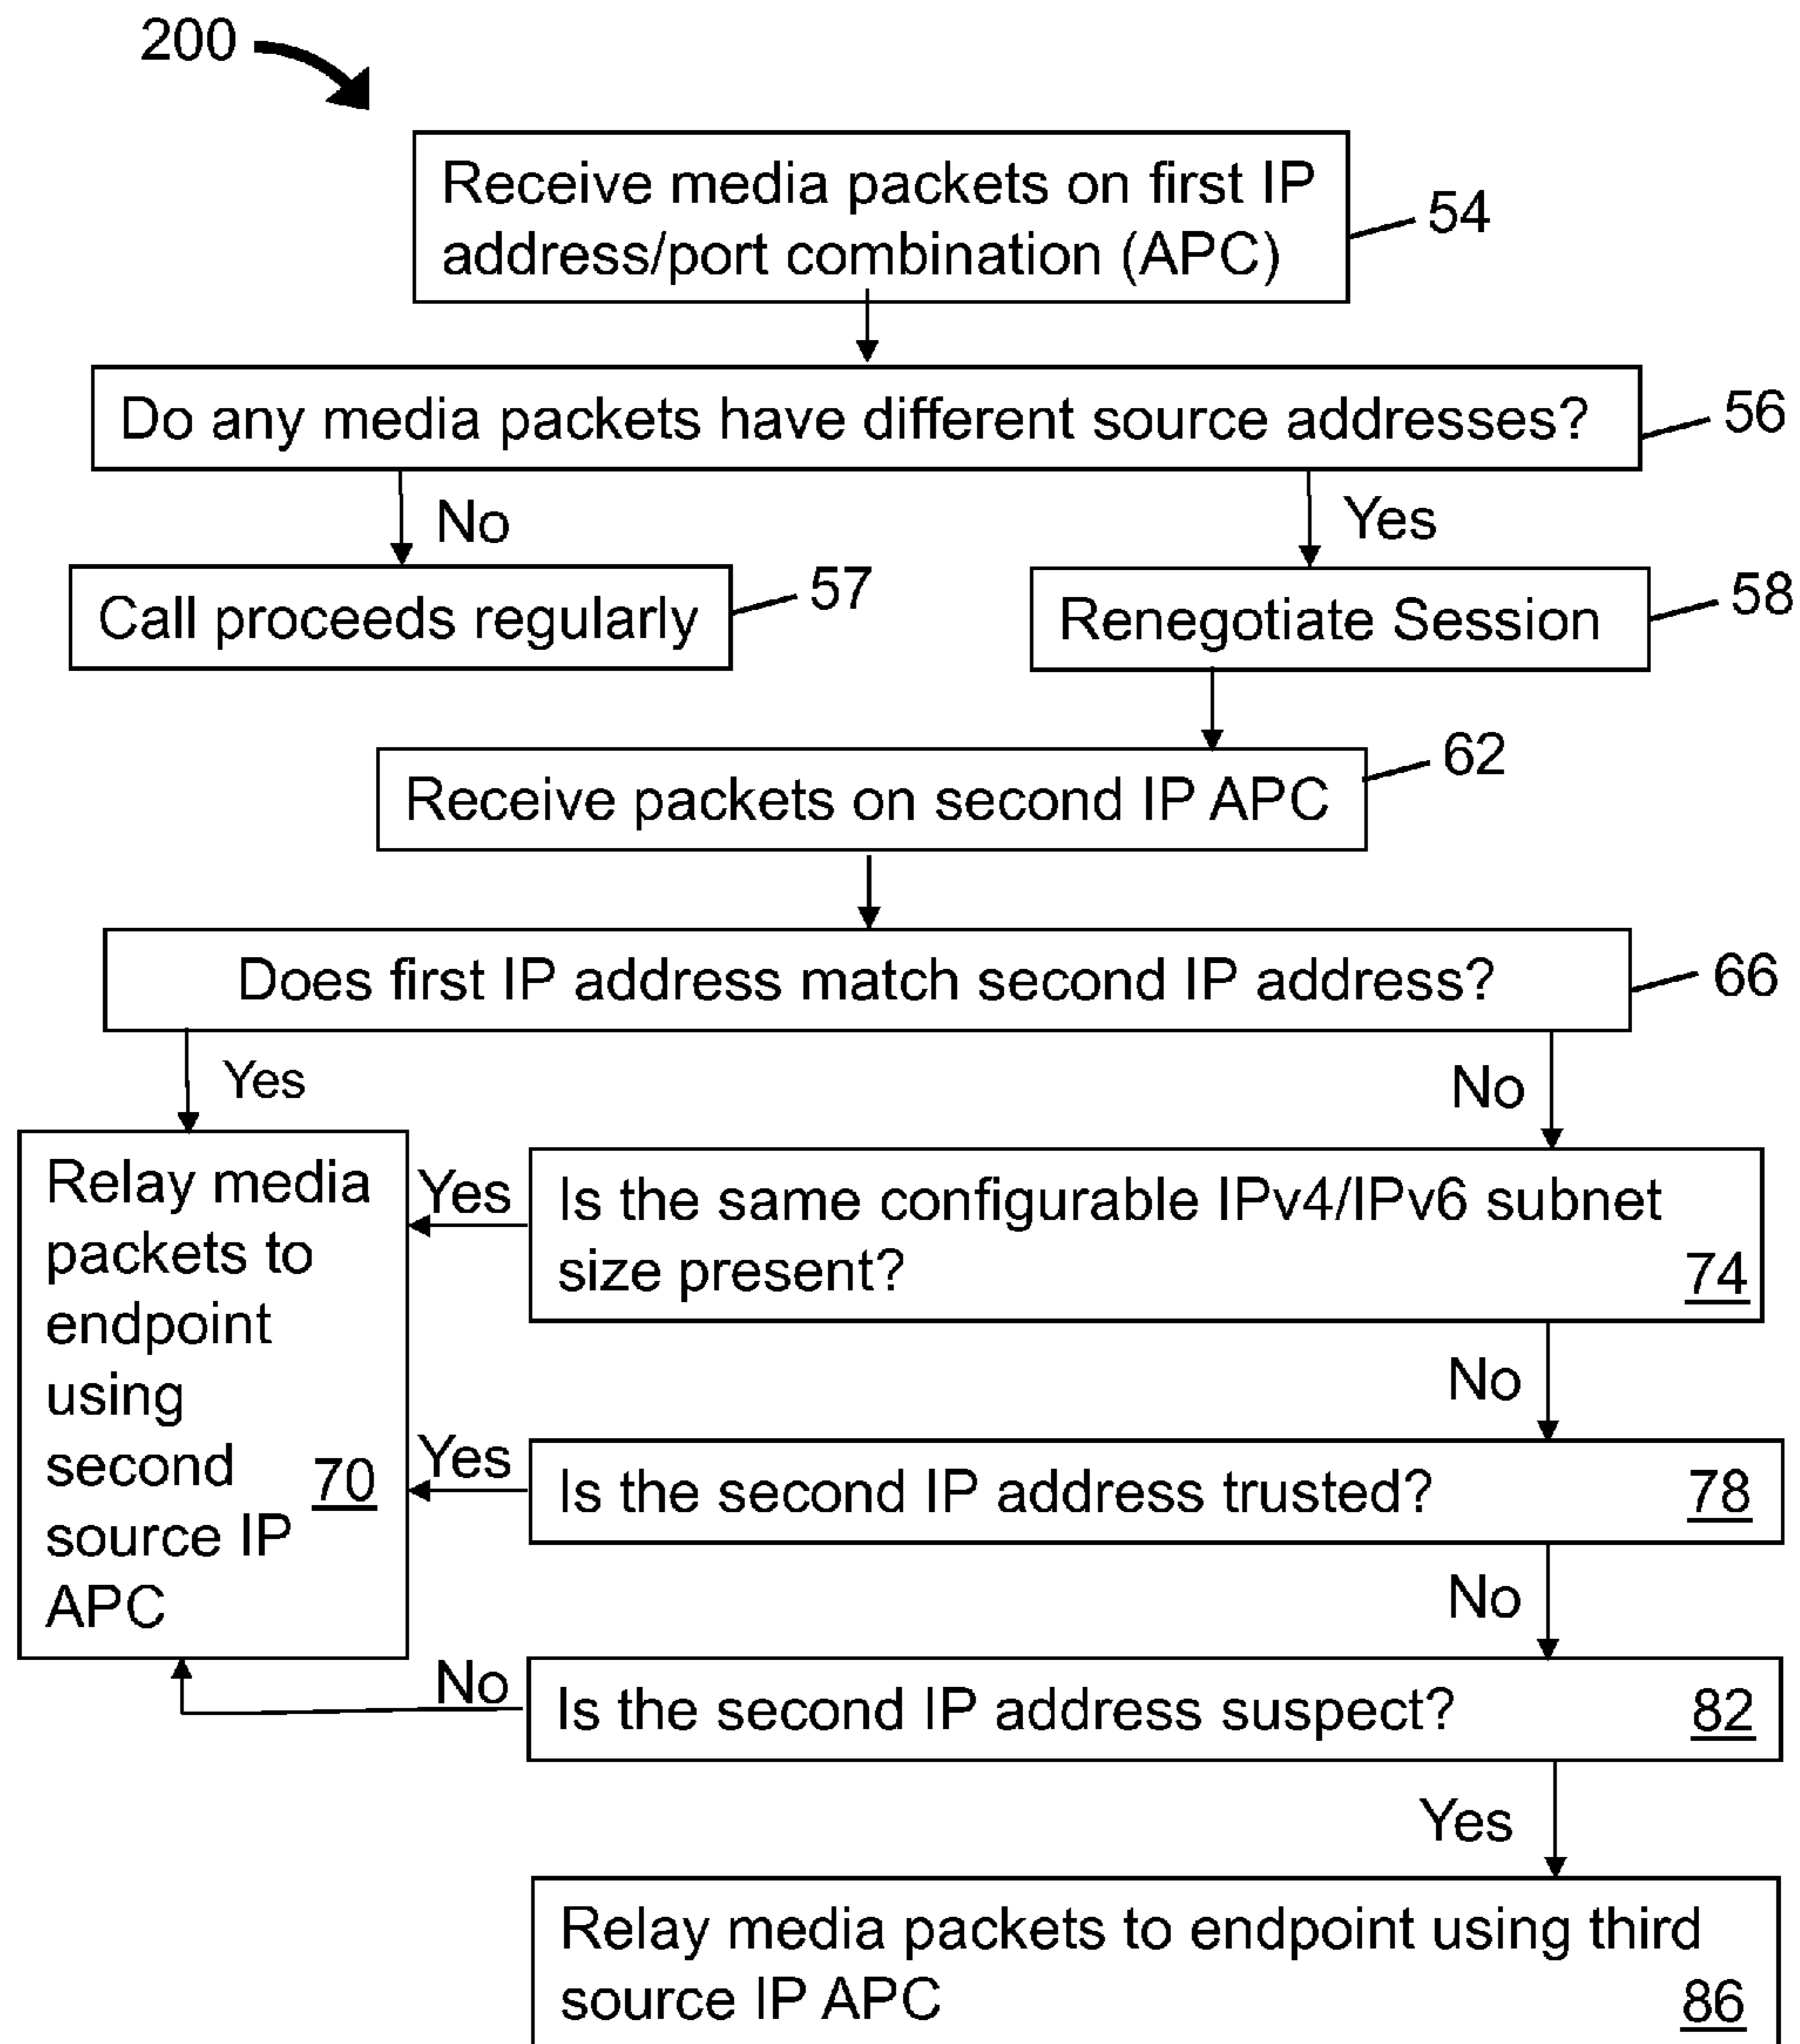 200
Receive media packets on first IP
address/port combination (APC)
54
Do any media packets have different source addresses?
56
No
Yes
Call proceeds regularly
57
Renegotiate Session
58
Receive packets on second IP APC
62
Does first IP address match second IP address?
66
Yes
No
Relay media
packets to
endpoint
using
second
source IP
APC
70
Yes
Is the same configurable IPv4/IPv6 subnet
size present?
74
No
Yes
Is the second IP address trusted?
78
No
No
Is the second IP address suspect?
82
Yes
Relay media packets to endpoint using third
source IP APC
86